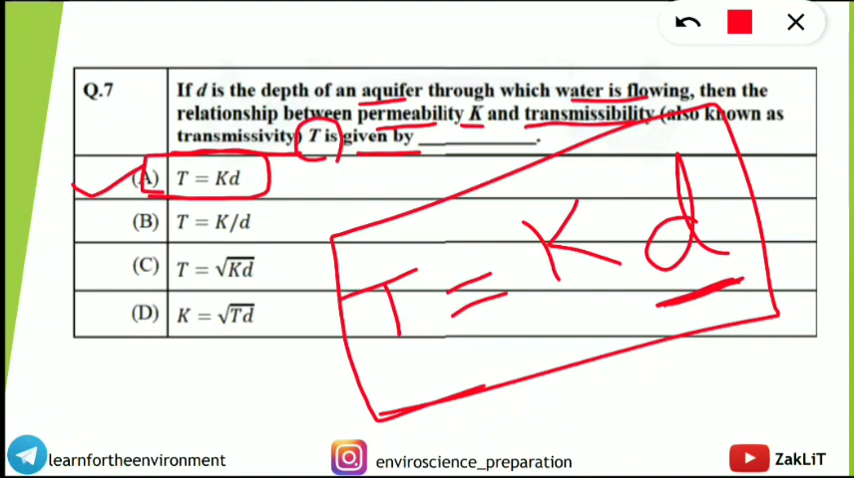 Q.7
If d is the depth of an aquifer through which water is flowing, then the
relationship between permeability K and transmissibility (also known as
transmissivity) T is given by ____________.
(A) T = Kd
(B) T = K/d
(C) T = √Kd
(D) K = √Td
T = Kd
learnfortheenvironment
enviroscience_preparation
ZakLiT